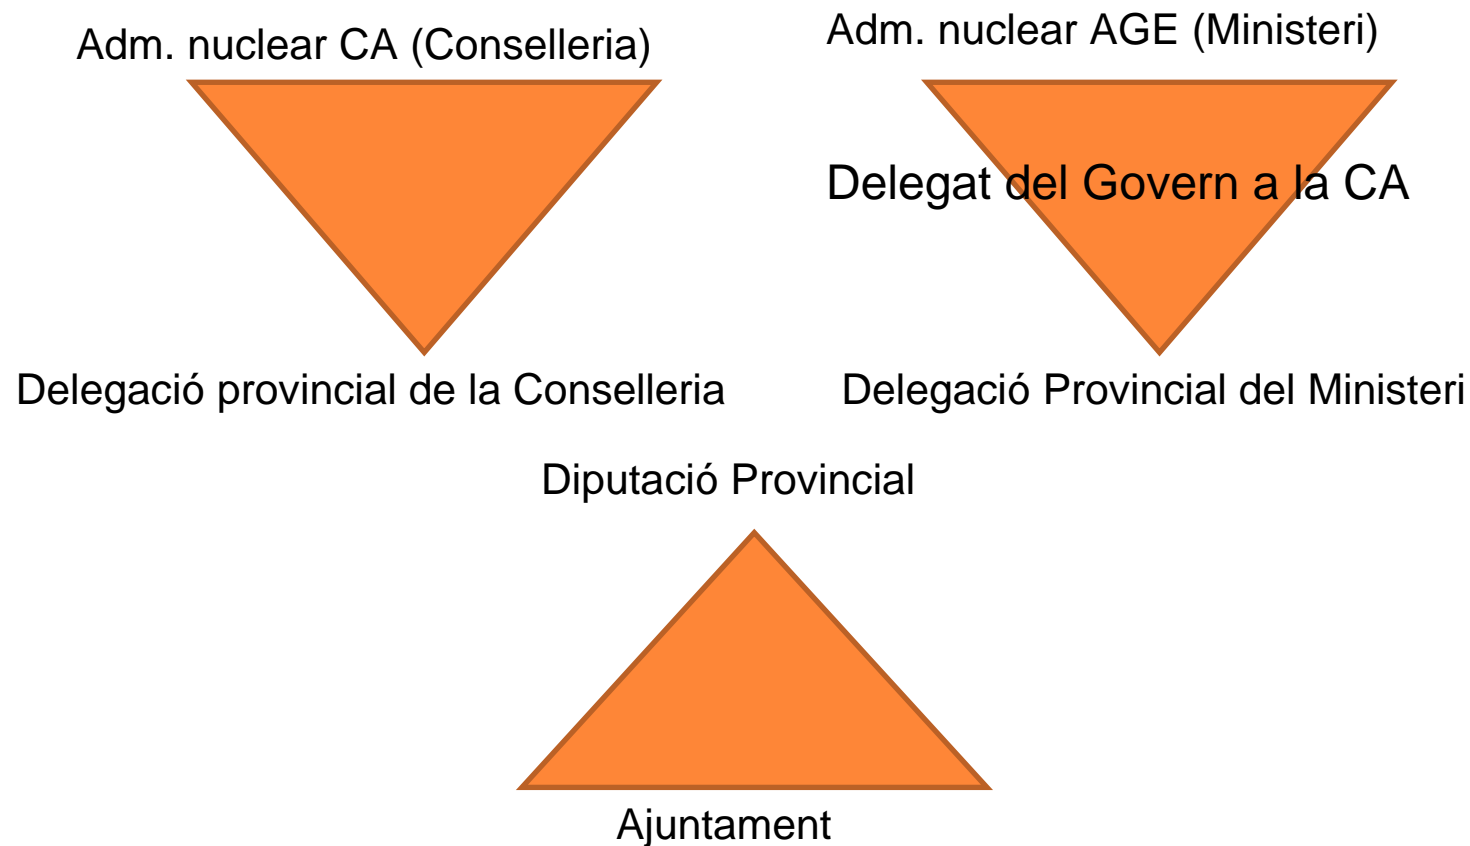 Adm. nuclear CA (Conselleria)
Adm. nuclear AGE (Ministeri)
Delegat del Govern a la CA
Delegació provincial de la Conselleria
Delegació Provincial del Ministeri
Diputació Provincial
Ajuntament